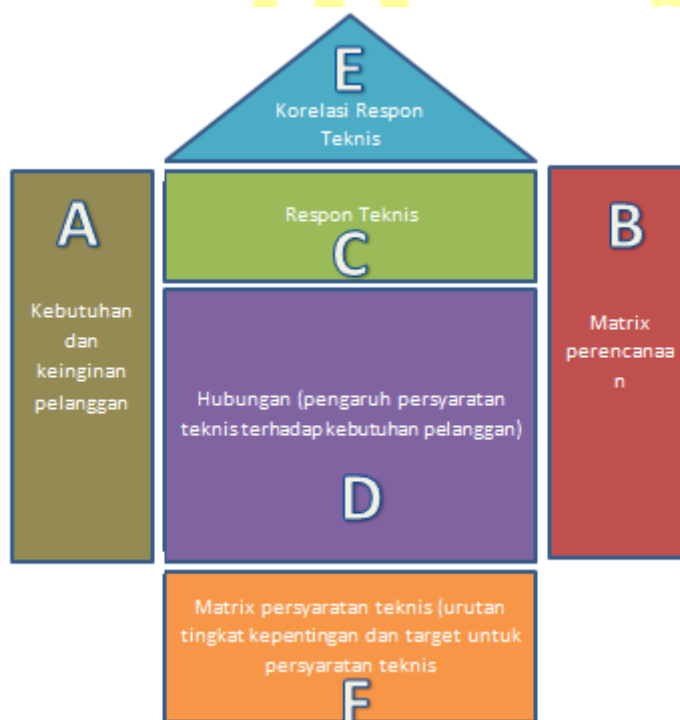 E
Korelasi Respon
Teknis
A
Kebutuhan
dan
keinginan
pelanggan
Respon Teknis
C
B
Matrix
perencanaa
n
Hubungan (pengaruh persyaratan
teknis terhadap kebutuhan pelanggan)
D
Matrix persyaratan teknis (urutan
tingkat kepentingan dan target untuk
persyaratan teknis
F